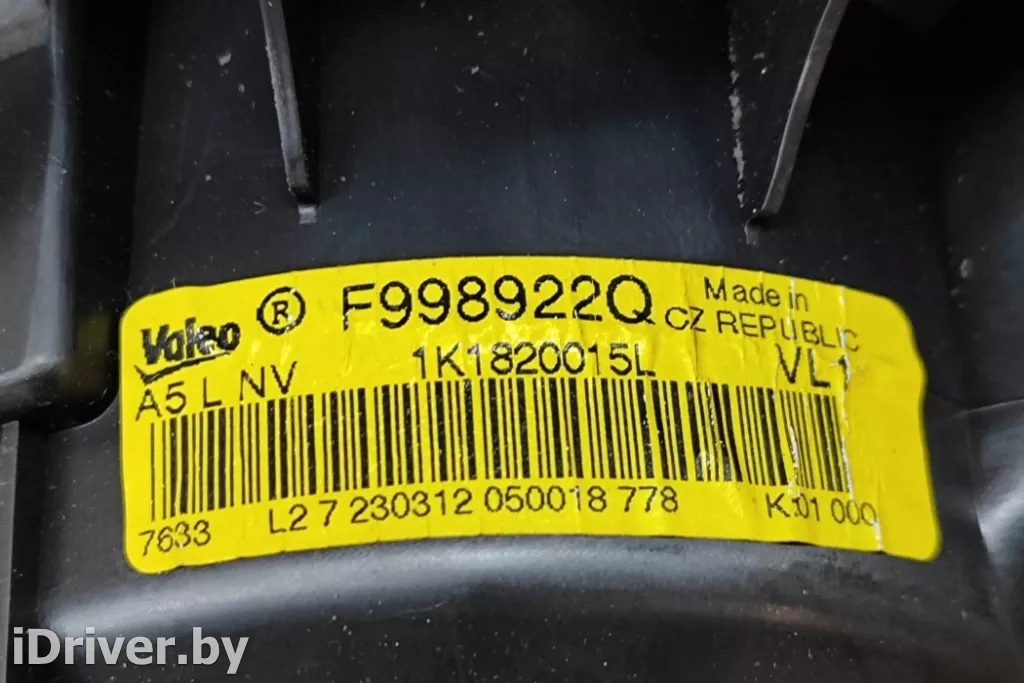 Valeo ® F998922Q Made in
CZ REPUBLIC
A5 L NV 1K1820015L VL1
7633 L2 7 230312 050018 778 K:01 000
iDriver.by